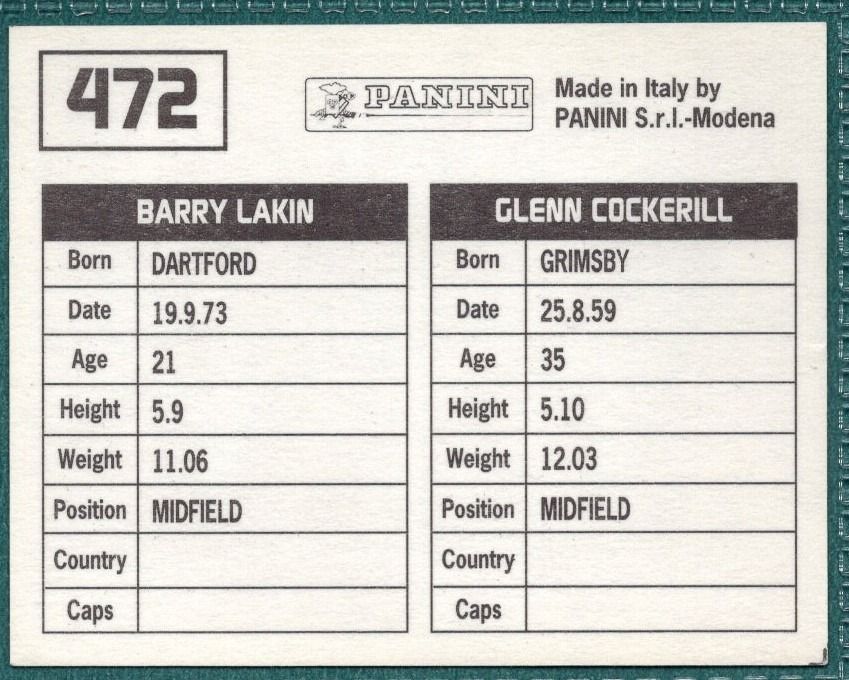 472
PANINI
Made in Italy by
PANINI S.r.l.-Modena
BARRY LAKIN
Born DARTFORD
Date 19.9.73
Age 21
Height 5.9
Weight 11.06
Position MIDFIELD
Country
Caps
GLENN COCKERILL
Born GRIMSBY
Date 25.8.59
Age 35
Height 5.10
Weight 12.03
Position MIDFIELD
Country
Caps